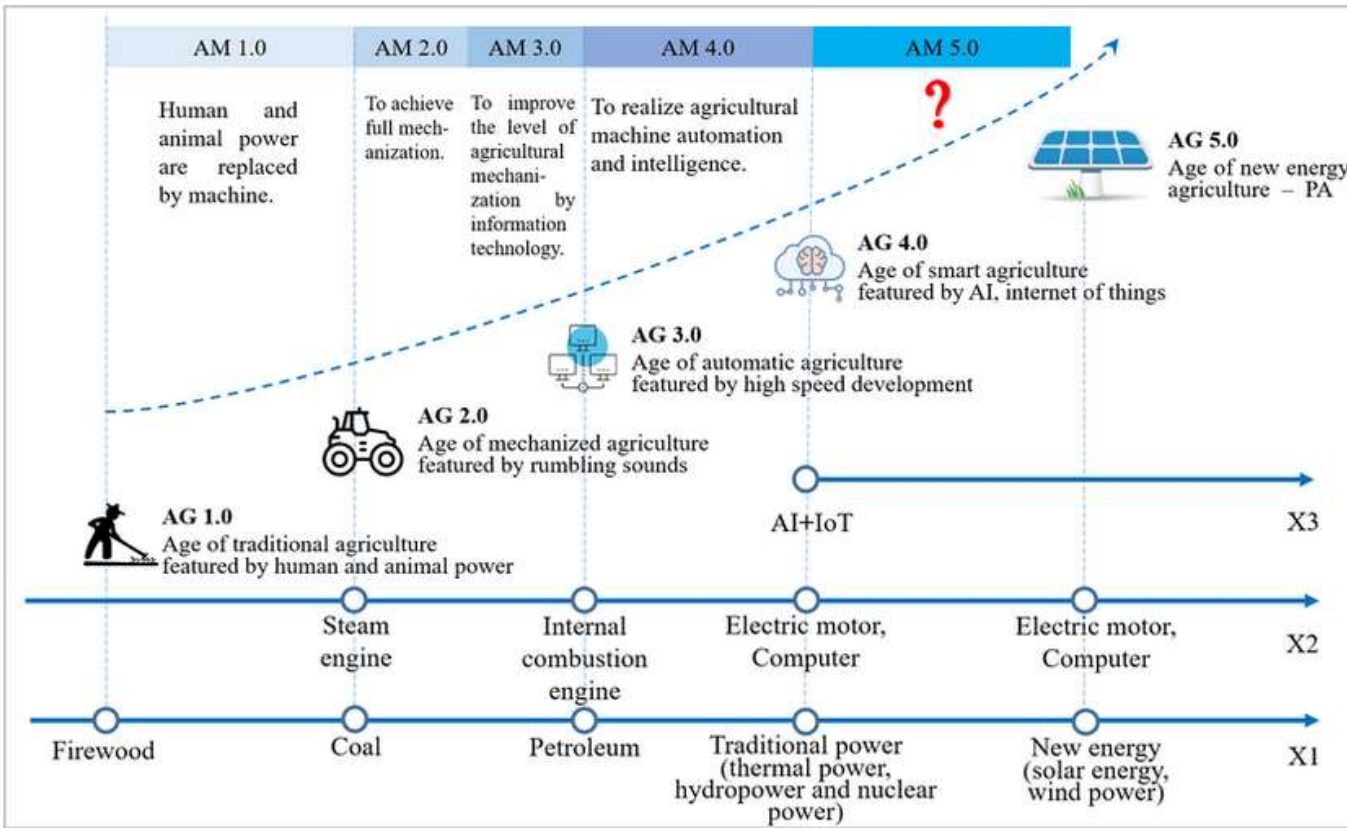 AM 1.0
AM 2.0
AM 3.0
AM 4.0
AM 5.0
Human and
animal power
are replaced
by machine.
To achieve
full mech-
anization.
To improve
the level of
agricultural
mechani-
zation by
information
technology.
To realize agricultural
machine automation
and intelligence.
?
AG 5.0
Age of new energy
agriculture – PA
AG 4.0
Age of smart agriculture
featured by AI, internet of things
AG 3.0
Age of automatic agriculture
featured by high speed development
AG 2.0
Age of mechanized agriculture
featured by rumbling sounds
AG 1.0
Age of traditional agriculture
featured by human and animal power
AI+IoT
X3
Steam
engine
Internal
combustion
engine
Electric motor,
Computer
Electric motor,
Computer
X2
Firewood
Coal
Petroleum
Traditional power
(thermal power,
hydropower and nuclear
power)
New energy
(solar energy,
wind power)
X1